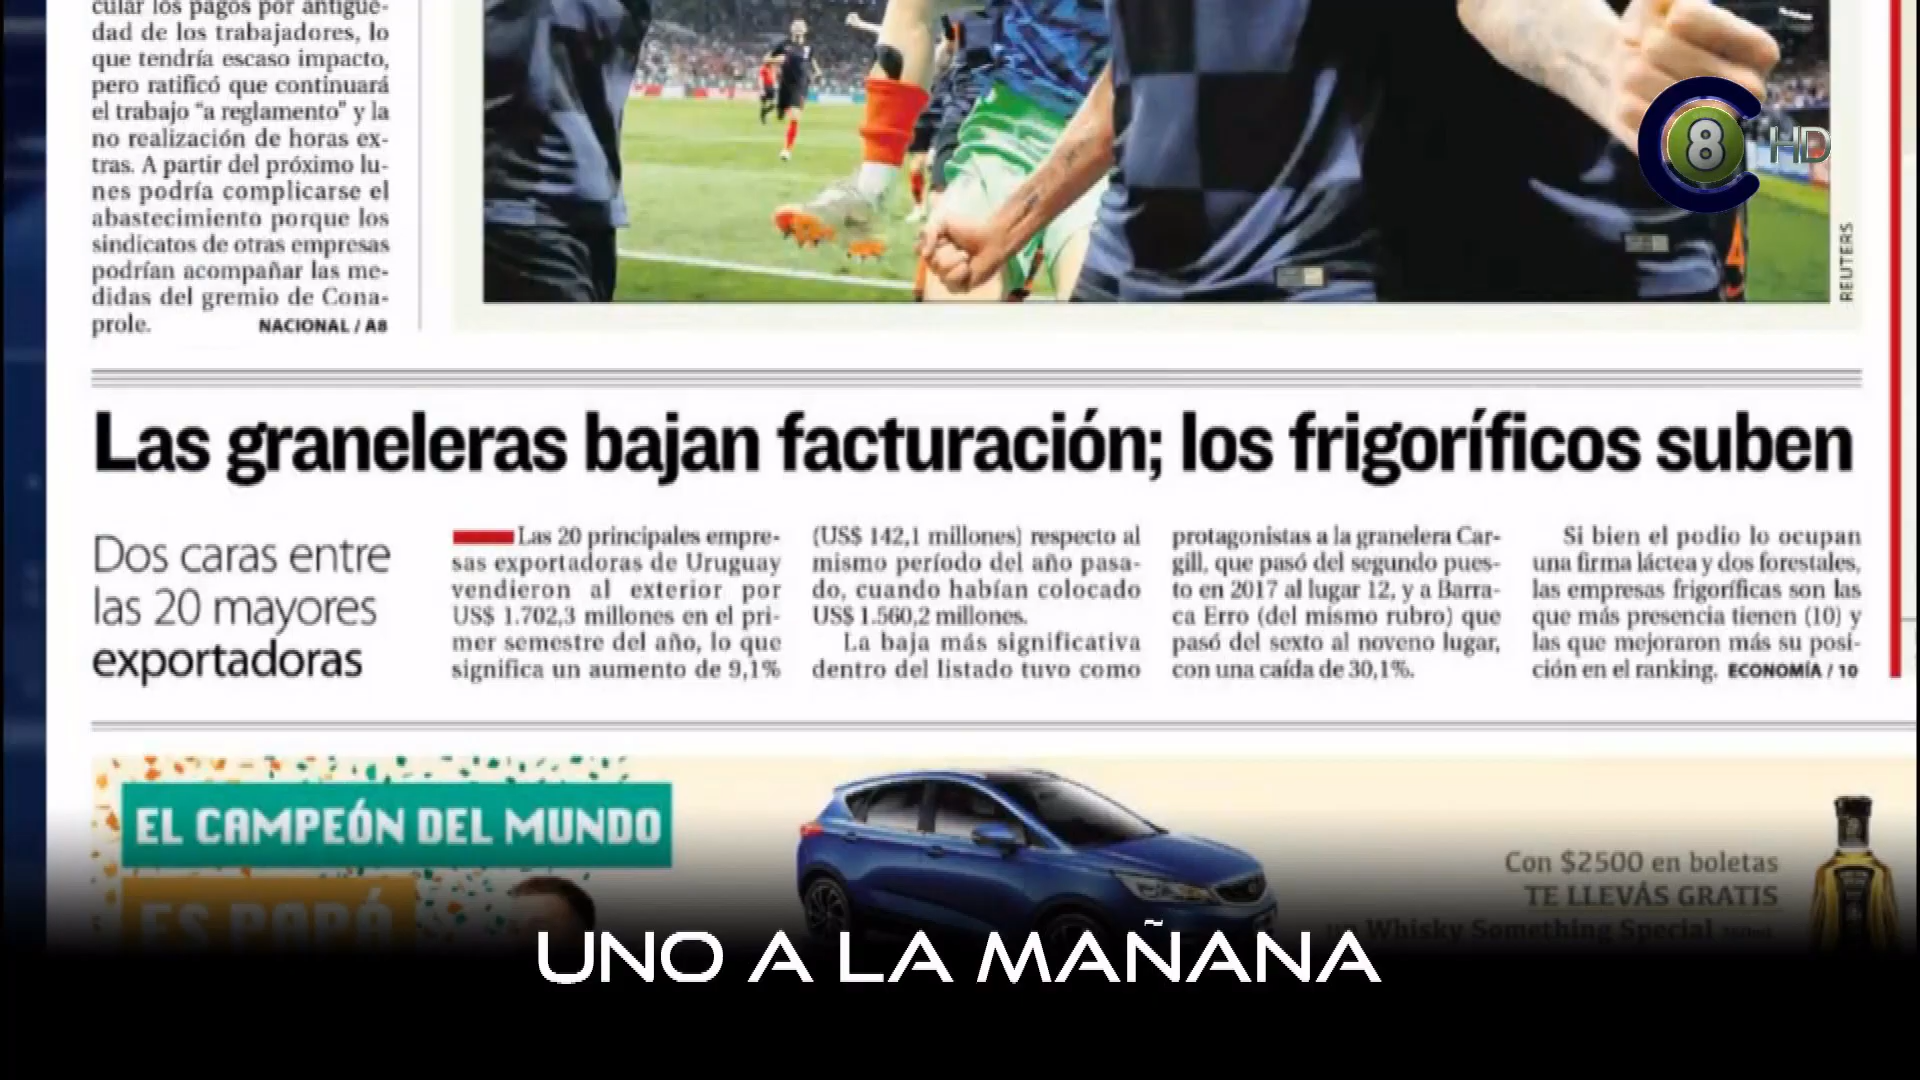 cular los pagos por antigüe-
dad de los trabajadores, lo
que tendría escaso impacto,
pero ratificó que continuará
el trabajo “a reglamento” y la
no realización de horas ex-
tras. A partir del próximo lu-
nes podría complicarse el
abastecimiento porque los
sindicatos de otras empresas
podrían acompañar las me-
didas del gremio de Cona-
prole. NACIONAL / A8
REUTERS
C 8 HD
Las graneleras bajan facturación; los frigoríficos suben
Dos caras entre
las 20 mayores
exportadoras
Las 20 principales empre-
sas exportadoras de Uruguay
vendieron al exterior por
US$ 1.702,3 millones en el pri-
mer semestre del año, lo que
significa un aumento de 9,1%
(US$ 142,1 millones) respecto al
mismo período del año pasa-
do, cuando habían colocado
US$ 1.560,2 millones.
La baja más significativa
dentro del listado tuvo como
protagonistas a la granelera Car-
gill, que pasó del segundo pues-
to en 2017 al lugar 12, y a Barra-
ca Erro (del mismo rubro) que
pasó del sexto al noveno lugar,
con una caída de 30,1%.
Si bien el podio lo ocupan
una firma láctea y dos forestales,
las empresas frigoríficas son las
que más presencia tienen (10) y
las que mejoraron más su posi-
ción en el ranking. ECONOMÍA / 10
EL CAMPEÓN DEL MUNDO
ES PAPÁ
Con $2500 en boletas
TE LLEVÁS GRATIS
Whisky Something Special
UNO A LA MAÑANA